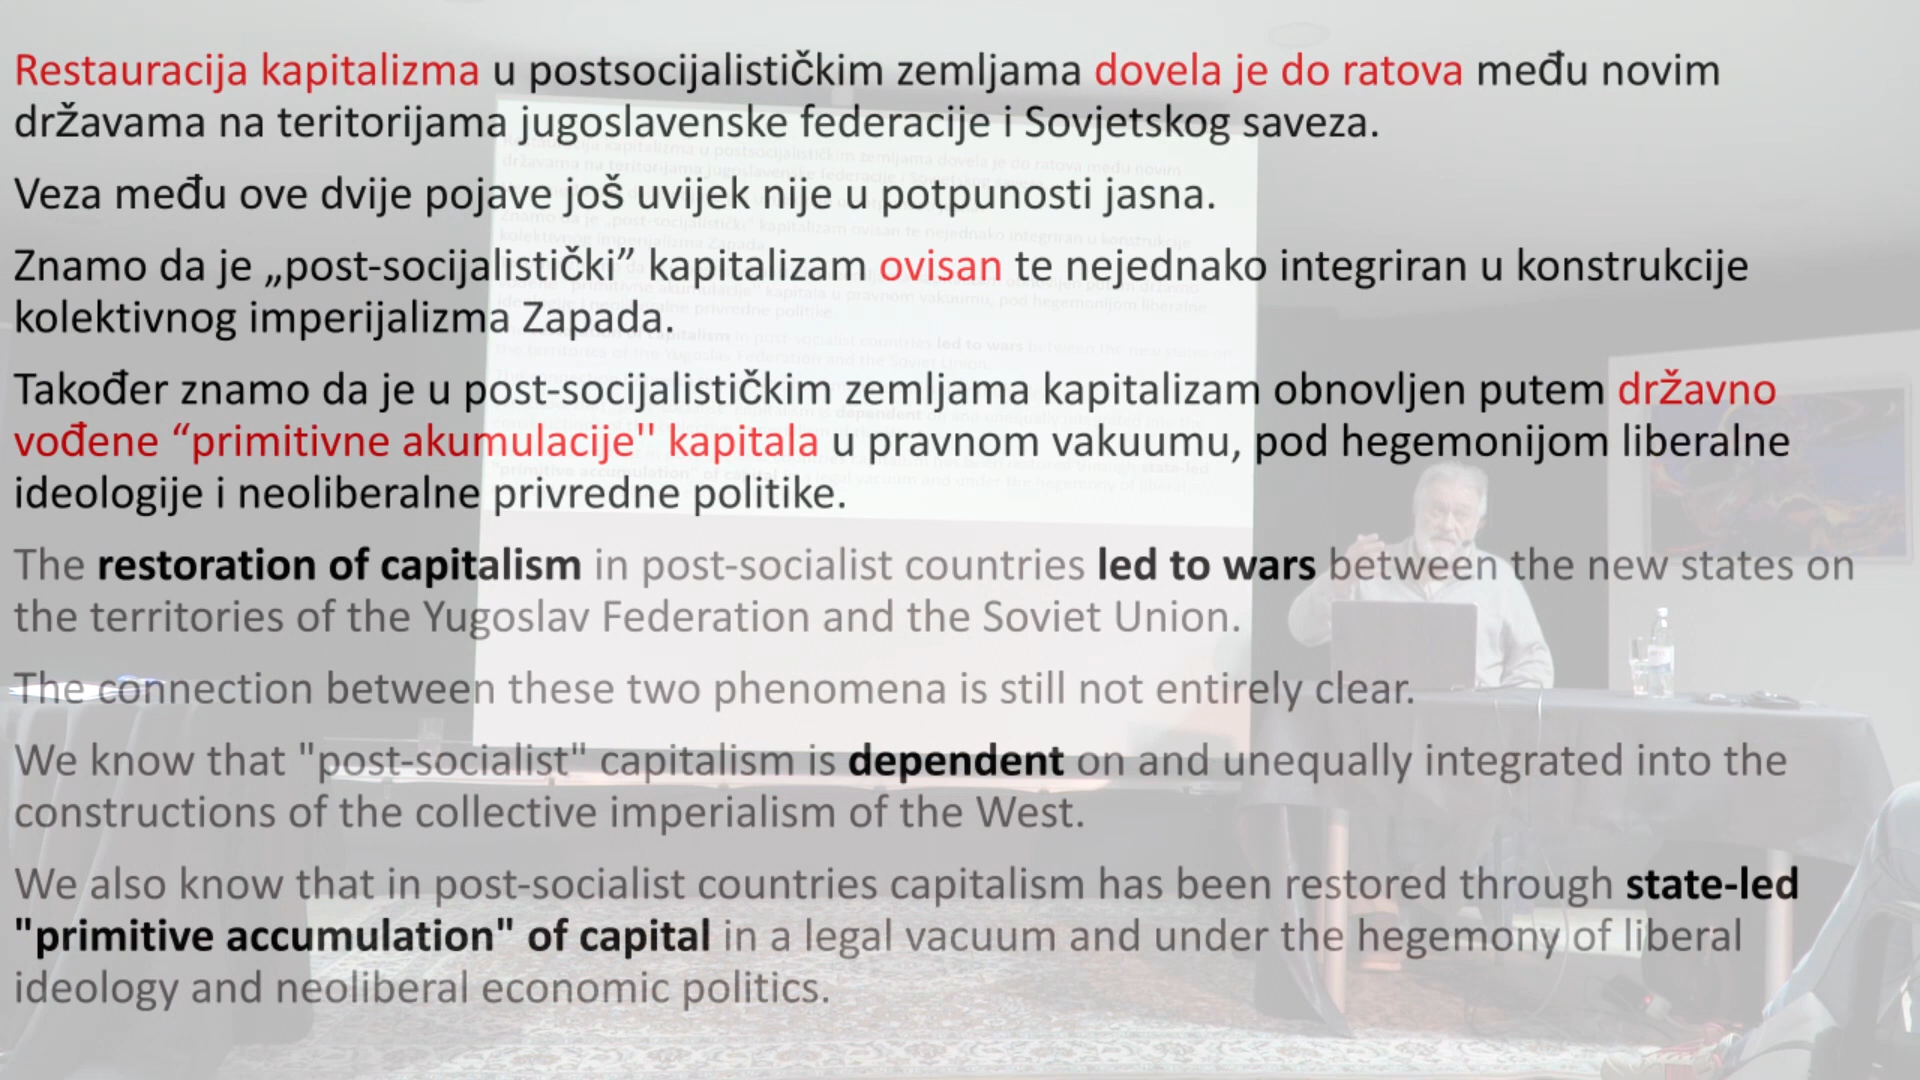 Restauracija kapitalizma u postsocijalističkim zemljama dovela je do ratova među novim
državama na teritorijama jugoslavenske federacije i Sovjetskog saveza.
Veza među ove dvije pojave još uvijek nije u potpunosti jasna.
Znamo da je „post-socijalistički” kapitalizam ovisan te nejednako integriran u konstrukcije
kolektivnog imperijalizma Zapada.
Također znamo da je u post-socijalističkim zemljama kapitalizam obnovljen putem državno
vođene “primitivne akumulacije'' kapitala u pravnom vakuumu, pod hegemonijom liberalne
ideologije i neoliberalne privredne politike.
The restoration of capitalism in post-socialist countries led to wars between the new states on
the territories of the Yugoslav Federation and the Soviet Union.
The connection between these two phenomena is still not entirely clear.
We know that "post-socialist" capitalism is dependent on and unequally integrated into the
constructions of the collective imperialism of the West.
We also know that in post-socialist countries capitalism has been restored through state-led
"primitive accumulation" of capital in a legal vacuum and under the hegemony of liberal
ideology and neoliberal economic politics.